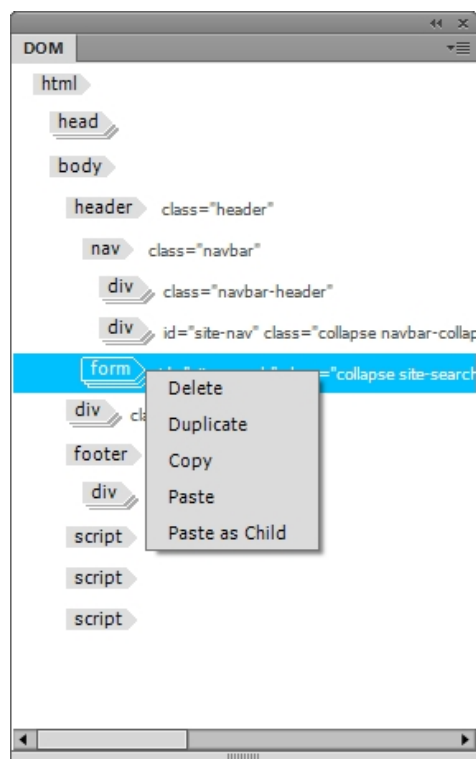 DOM
html
head
body
header class="header"
nav class="navbar"
div class="navbar-header"
div id="site-nav" class="collapse navbar-collap
form ="collapse site-search
Delete
div cla
Duplicate
footer
Copy
div
Paste
script
Paste as Child
script
script